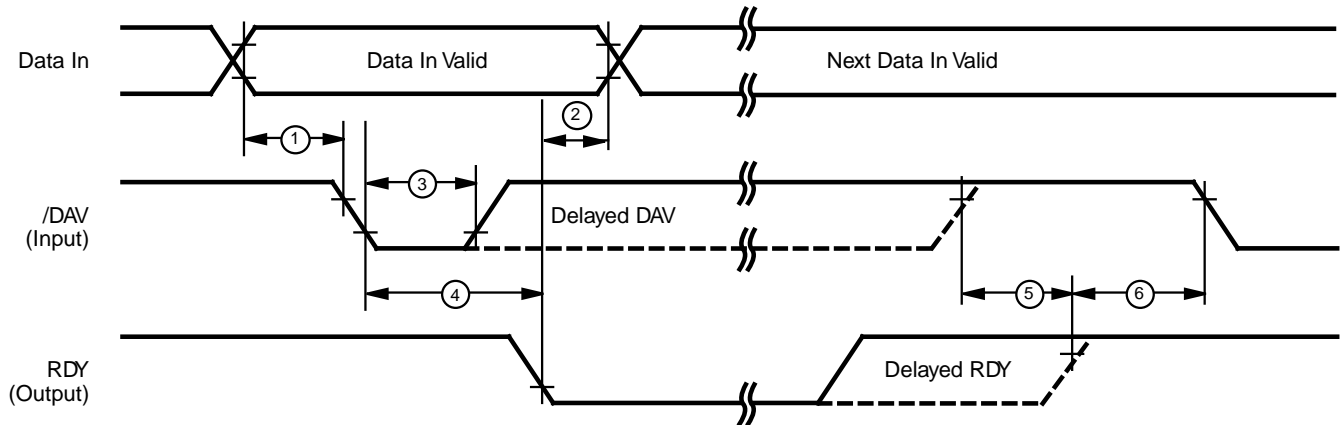 Data In
Data In Valid
Next Data In Valid
1
2
3
/DAV
(Input)
Delayed DAV
4
5
6
RDY
(Output)
Delayed RDY